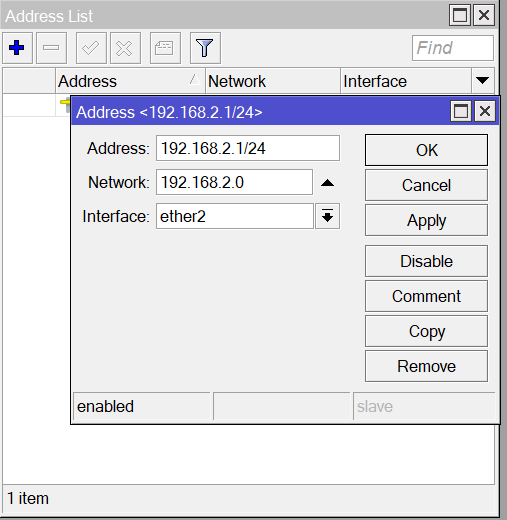 Address List
Find
Address Network Interface
Address <192.168.2.1/24>
Address: 192.168.2.1/24
Network: 192.168.2.0
Interface: ether2
OK
Cancel
Apply
Disable
Comment
Copy
Remove
enabled slave
1 item